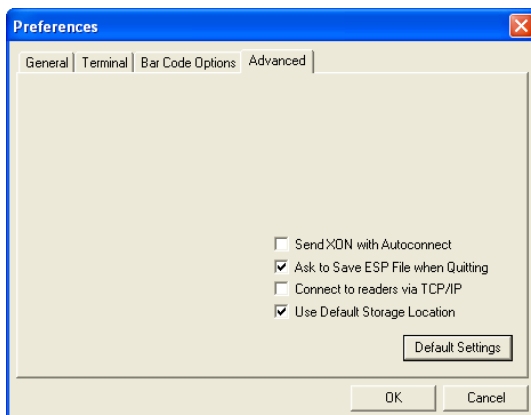 Preferences
General Terminal Bar Code Options Advanced
Send XON with Autoconnect
Ask to Save ESP File when Quitting
Connect to readers via TCP/IP
Use Default Storage Location
Default Settings
OK Cancel